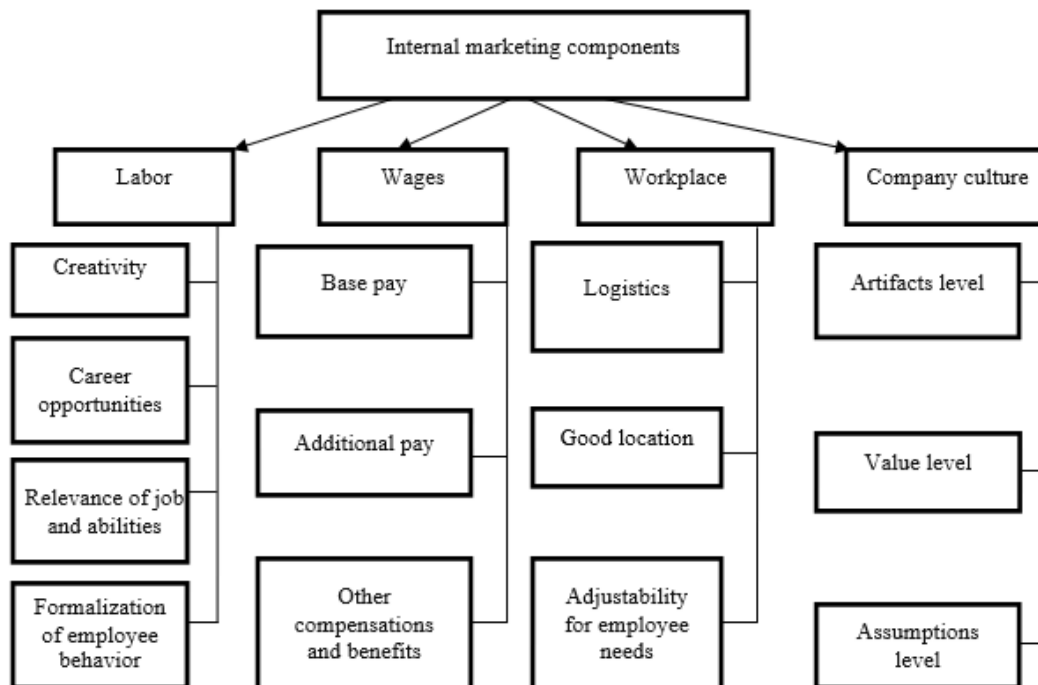 Internal marketing components
Labor
Wages
Workplace
Company culture
Creativity
Career
opportunities
Relevance of job
and abilities
Formalization
of employee
behavior
Base pay
Additional pay
Other
compensations
and benefits
Logistics
Good location
Adjustability
for employee
needs
Artifacts level
Value level
Assumptions
level